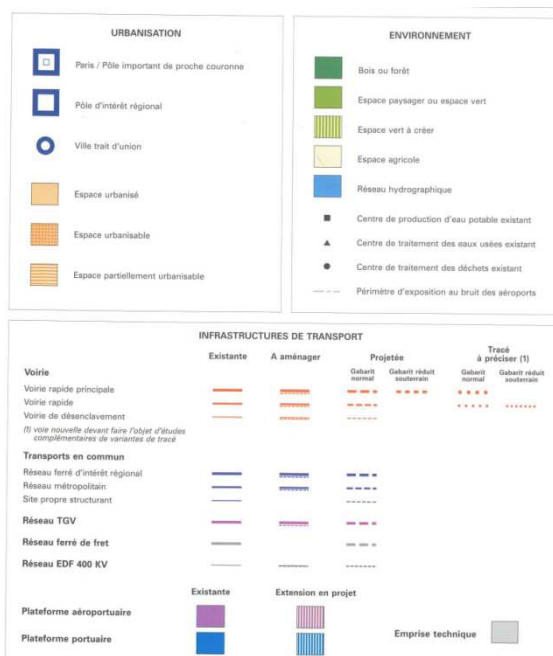 URBANISATION
Paris / Pôle important de proche couronne
Pôle d'intérêt régional
Ville trait d'union
Espace urbanisé
Espace urbanisable
Espace partiellement urbanisable
ENVIRONNEMENT
Bois ou forêt
Espace paysager ou espace vert
Espace vert à créer
Espace agricole
Réseau hydrographique
Centre de production d'eau potable existant
Centre de traitement des eaux usées existant
Centre de traitement des déchets existant
Périmètre d'exposition au bruit des aéroports
INFRASTRUCTURES DE TRANSPORT
Existante A aménager Projetée Tracé à préciser (1)
Voirie Gabarit normal Gabarit réduit souterrain Gabarit normal Gabarit réduit souterrain
Voirie rapide principale
Voirie rapide
Voirie de désenclavement
(1) voie nouvelle devant faire l'objet d'études
complémentaires de variantes de tracé
Transports en commun
Réseau ferré d'intérêt régional
Réseau métropolitain
Site propre structurant
Réseau TGV
Réseau ferré de fret
Réseau EDF 400 KV
Existante Extension en projet
Plateforme aéroportuaire
Plateforme portuaire
Emprise technique